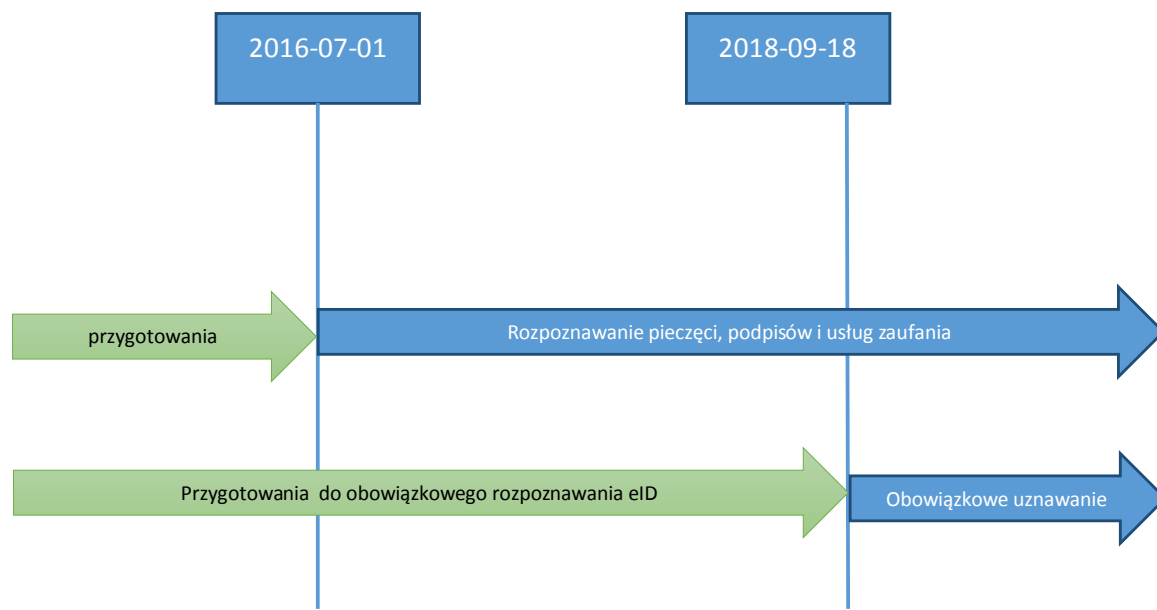 2016-07-01
2018-09-18
przygotowania
Rozpoznawanie pieczęci, podpisów i usług zaufania
Przygotowania do obowiązkowego rozpoznawania eID
Obowiązkowe uznawanie